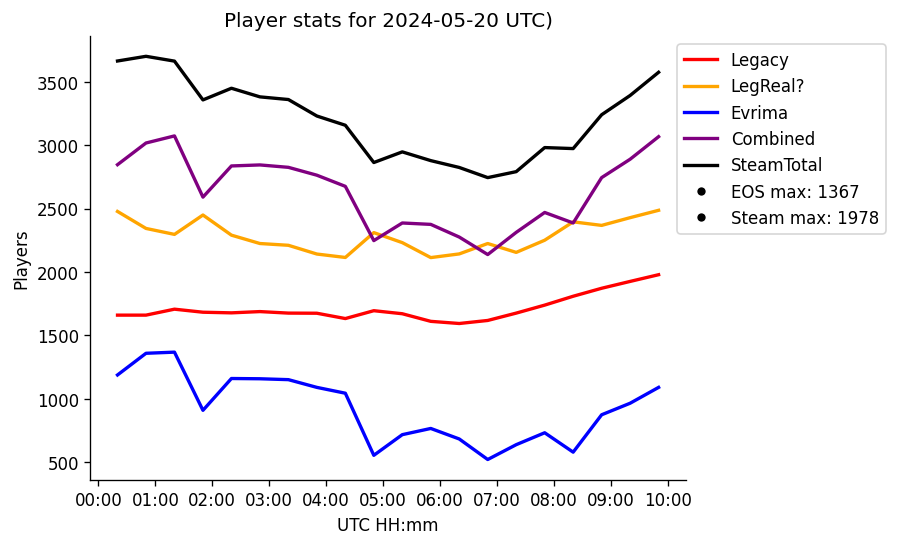 Player stats for 2024-05-20 UTC)
Legacy
LegReal?
Evrima
Combined
SteamTotal
EOS max: 1367
Steam max: 1978
Players
3500
3000
2500
2000
1500
1000
500
00:00 01:00 02:00 03:00 04:00 05:00 06:00 07:00 08:00 09:00 10:00
UTC HH:mm